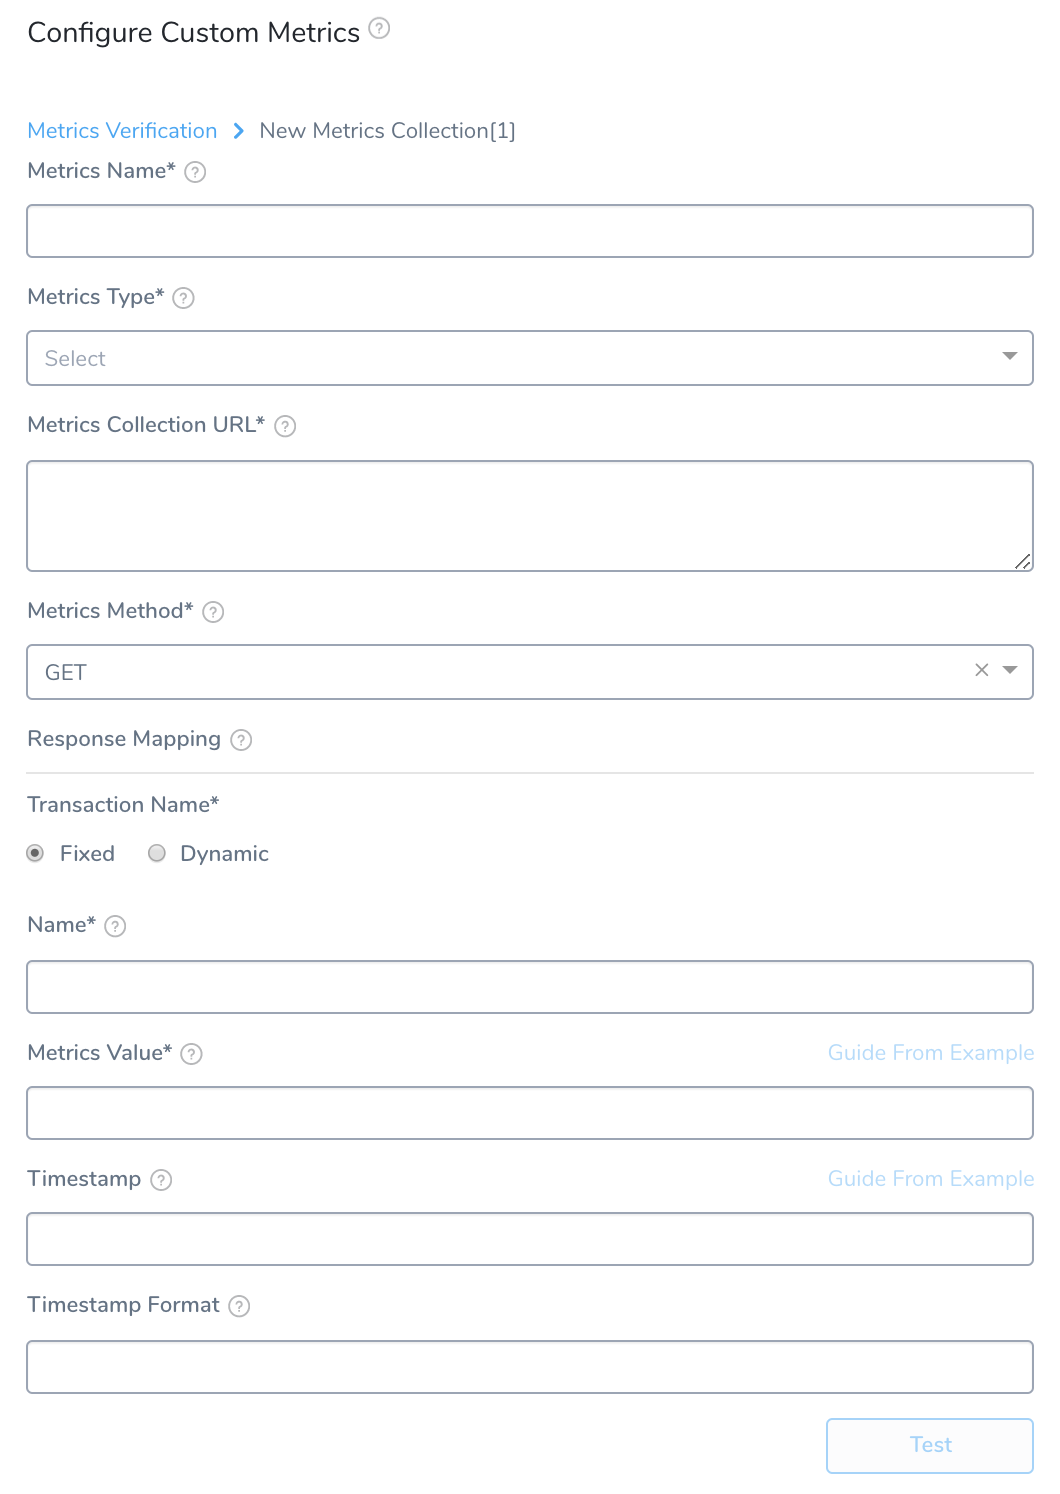 Configure Custom Metrics ?
Metrics Verification > New Metrics Collection[1]
Metrics Name* ?
Metrics Type* ?
Select
Metrics Collection URL* ?
Metrics Method* ?
GET ×
Response Mapping ?
Transaction Name*
Fixed Dynamic
Name* ?
Metrics Value* ? Guide From Example
Timestamp ? Guide From Example
Timestamp Format ?
Test